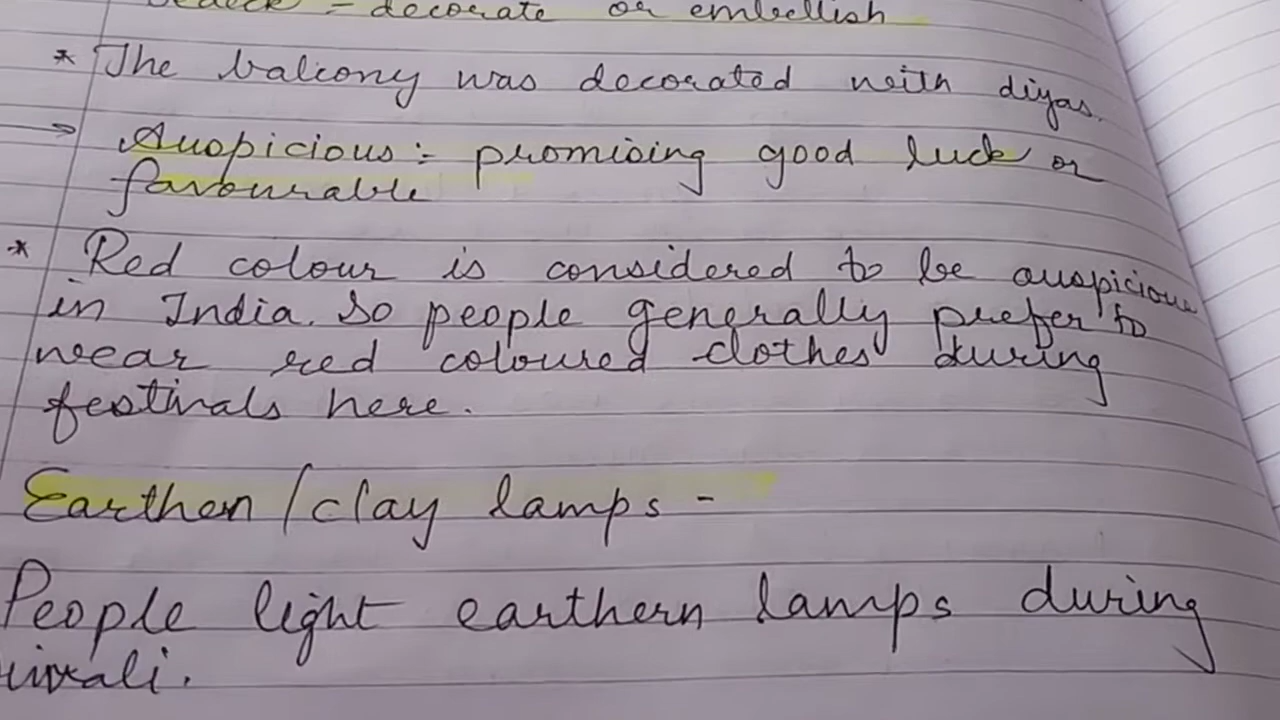 = decorate or embellish
* The balcony was decorated with diyas.
→ Auspicious :- promising good luck or
favourable
* Red colour is considered to be auspicious
in India. So people generally prefer to
wear red coloured clothes during
festivals here.
Earthen / clay lamps -
People light earthern lamps during